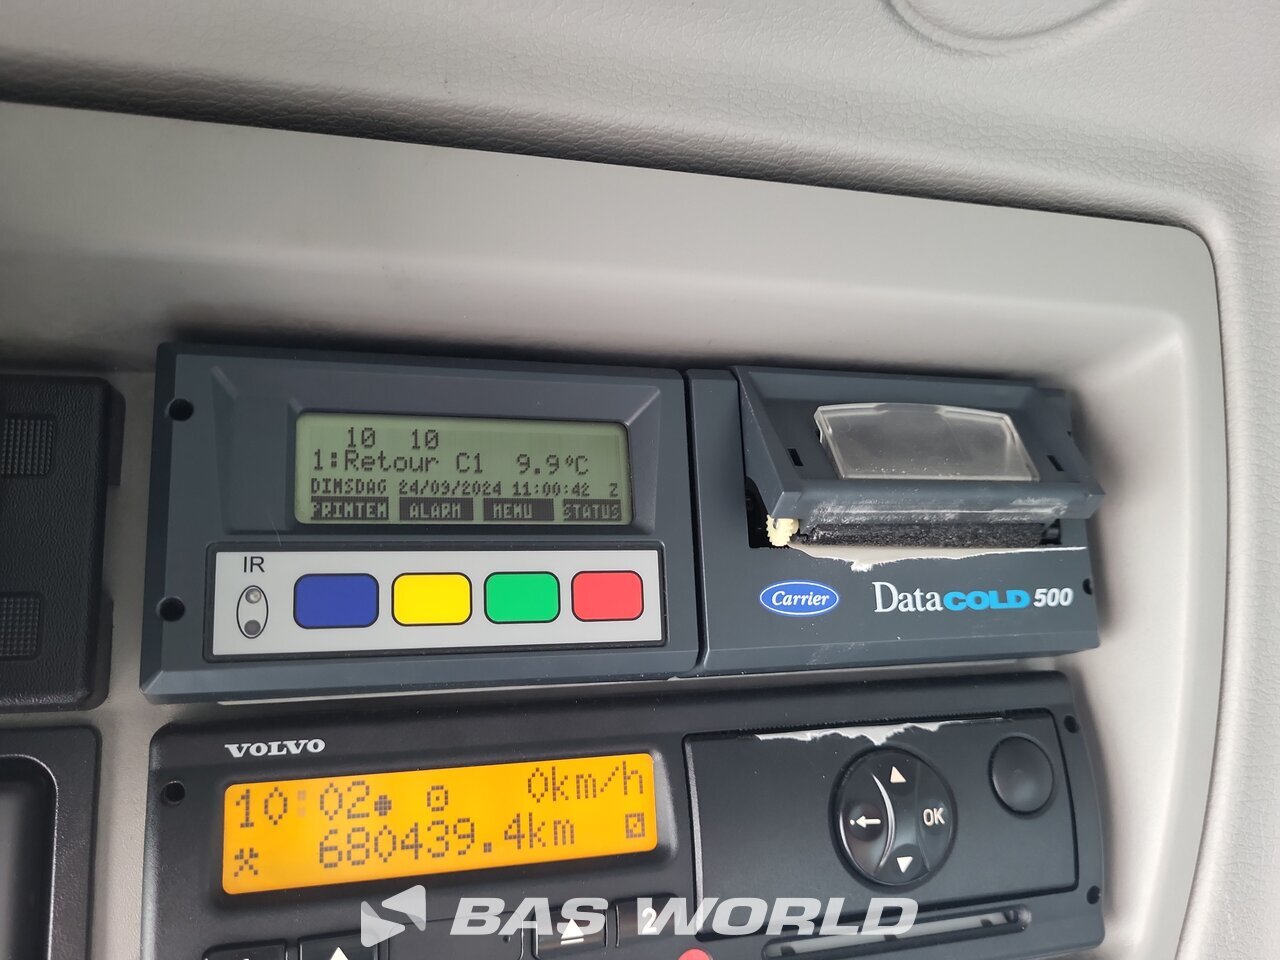 10 10
1:Retour C1 9.9°C
DINSDAG 24/09/2024 11:00:42 Z
PRINTEN ALARM MENU STATUS
IR
Carrier
DataCOLD 500
VOLVO
10:02 0km/h
680439.4km
OK
1 2
BAS WORLD